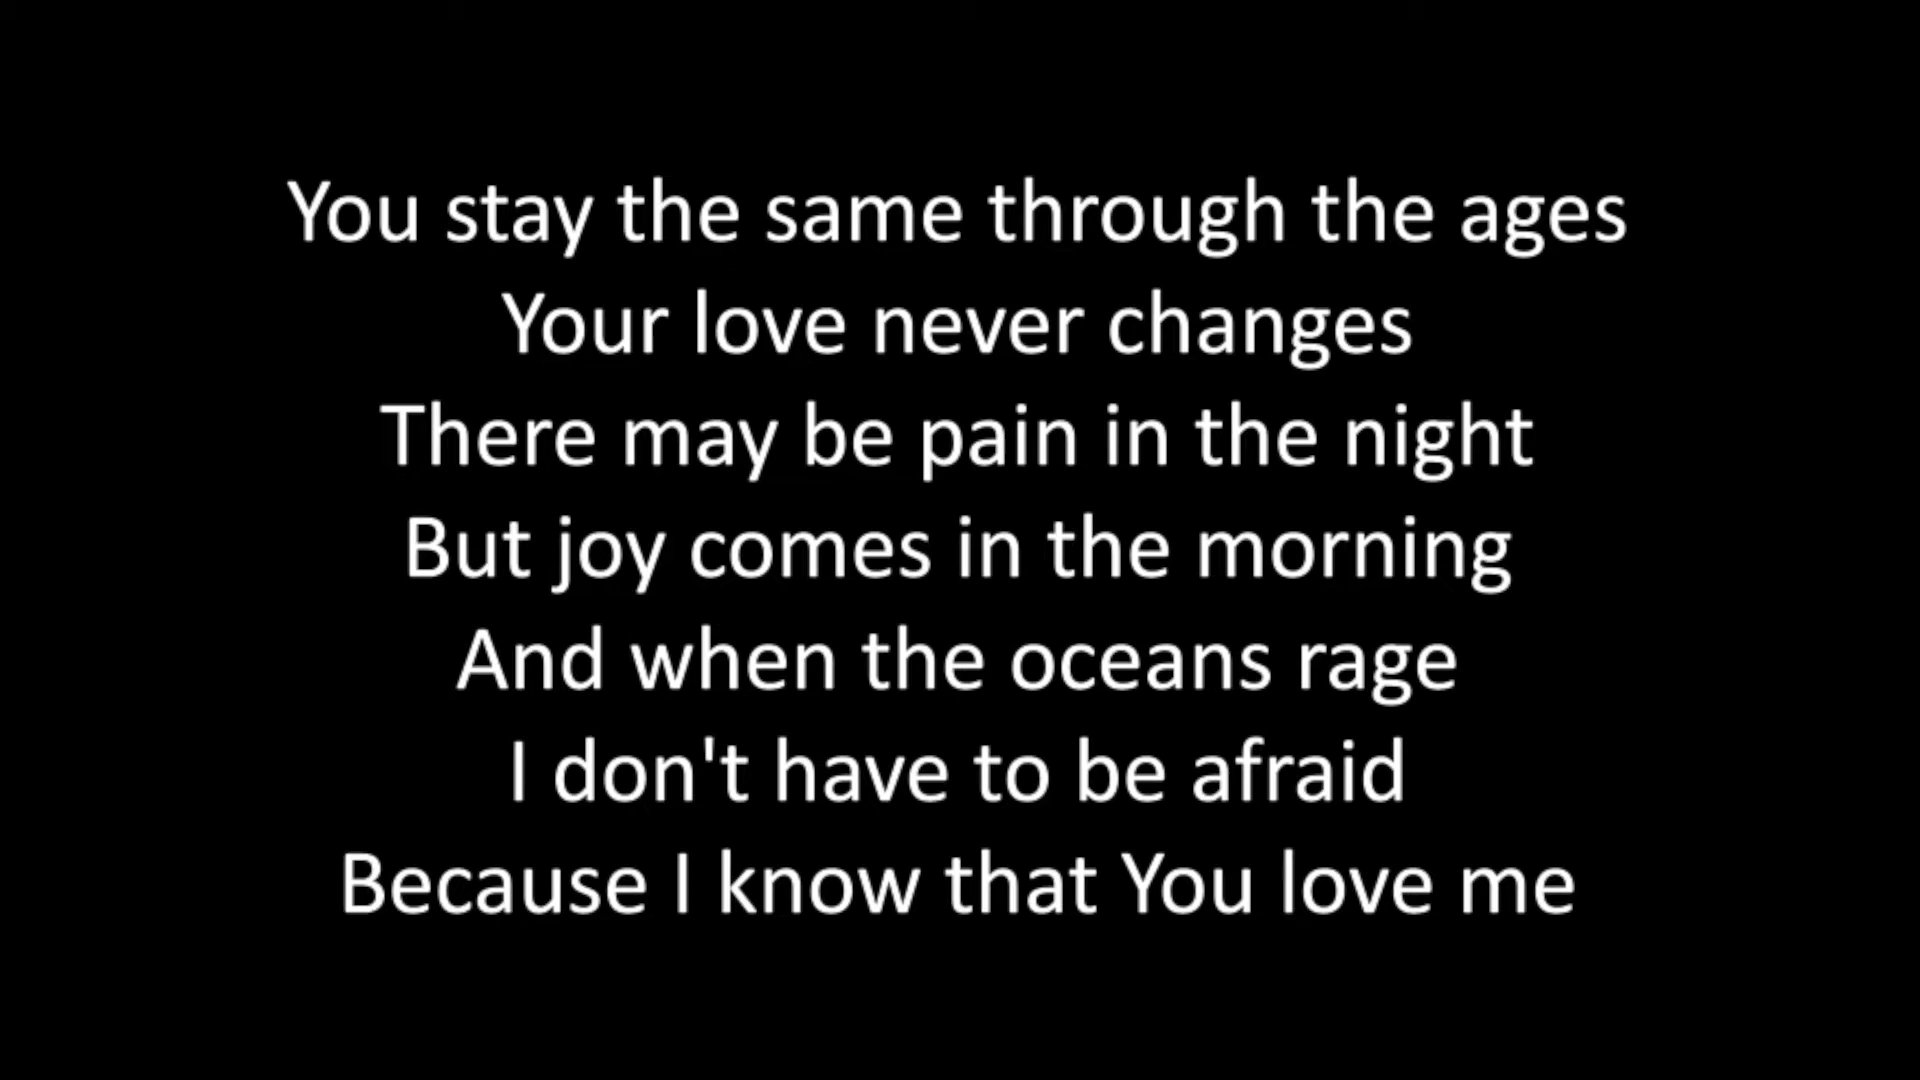 You stay the same through the ages
Your love never changes
There may be pain in the night
But joy comes in the morning
And when the oceans rage
I don't have to be afraid
Because I know that You love me